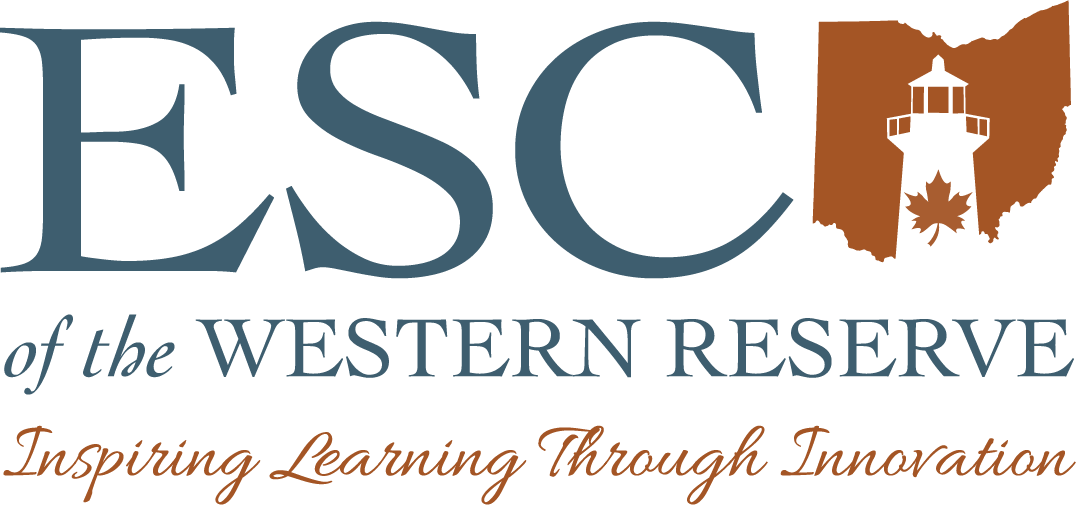 ESC
of the WESTERN RESERVE
Inspiring Learning Through Innovation